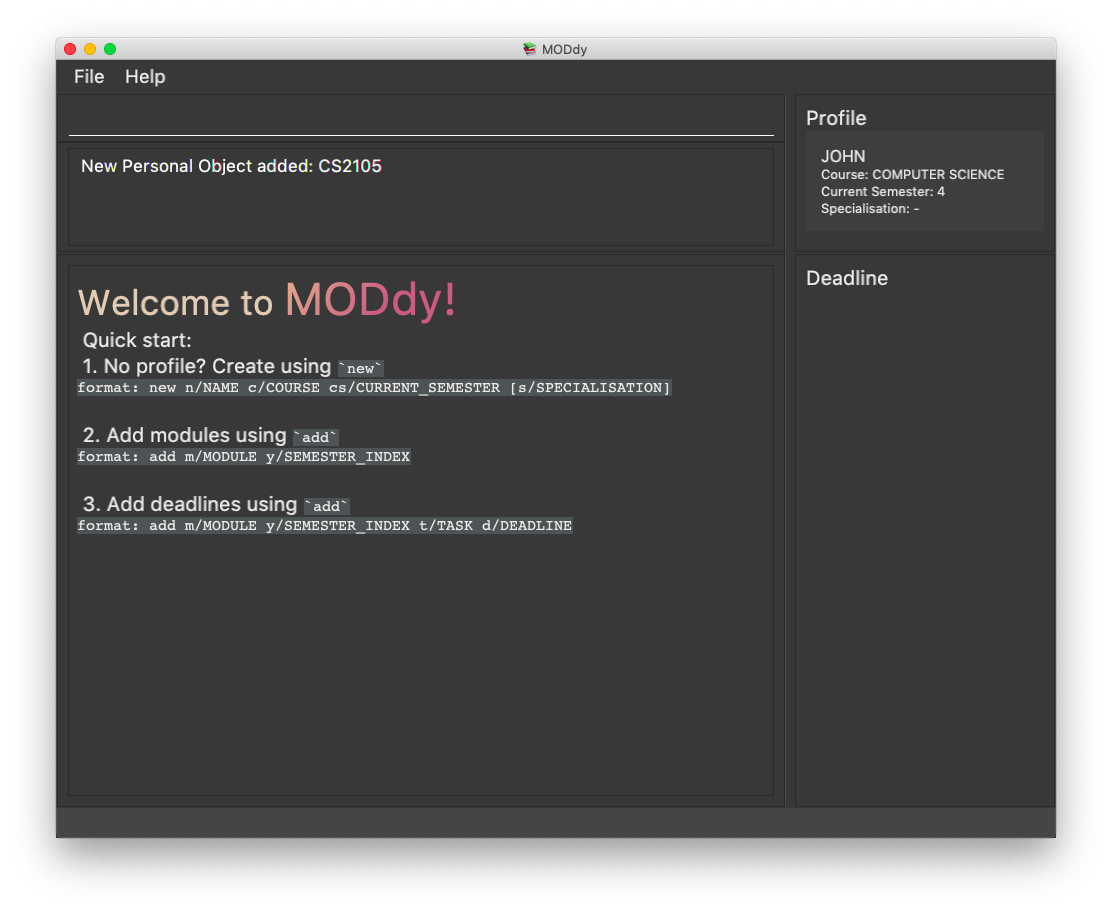 MODdy
File Help
New Personal Object added: CS2105
Welcome to MODdy!
Quick start:
1. No profile? Create using `new`
format: new n/NAME c/COURSE cs/CURRENT_SEMESTER [s/SPECIALISATION]
2. Add modules using `add`
format: add m/MODULE y/SEMESTER_INDEX
3. Add deadlines using `add`
format: add m/MODULE y/SEMESTER_INDEX t/TASK d/DEADLINE
Profile
JOHN
Course: COMPUTER SCIENCE
Current Semester: 4
Specialisation: -
Deadline